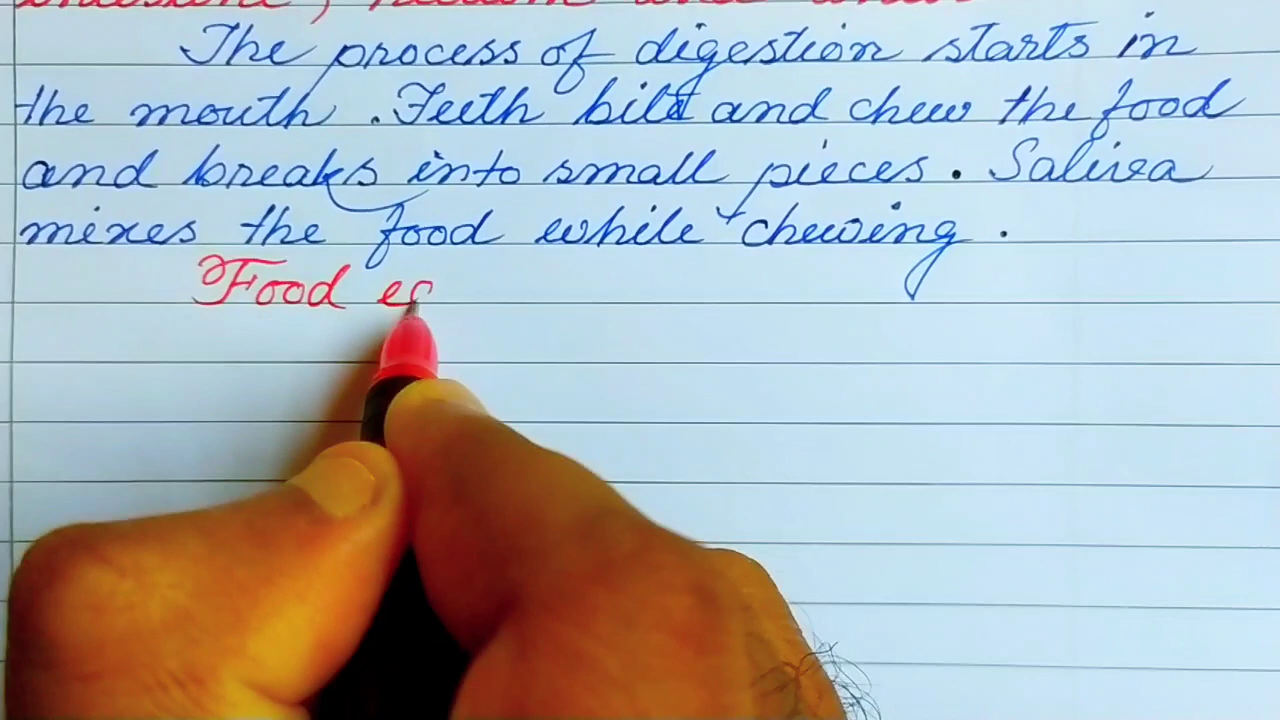 The process of digestion starts in
the mouth. Teeth bite and chew the food
and breaks into small pieces. Saliva
mixes the food while chewing.
Food